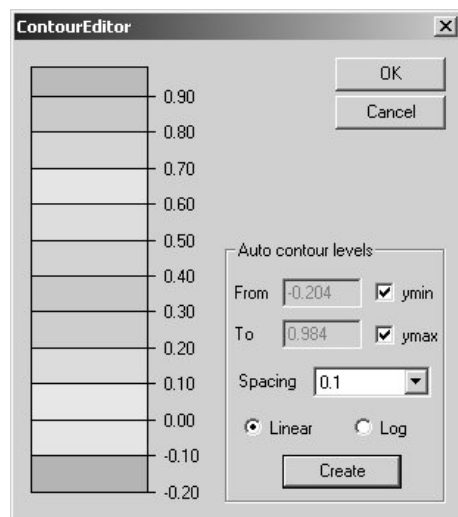 ContourEditor
OK
Cancel
0.90
0.80
0.70
0.60
0.50
0.40
0.30
0.20
0.10
0.00
-0.10
-0.20
Auto contour levels
From -0.204 ymin
To 0.984 ymax
Spacing 0.1
Linear Log
Create